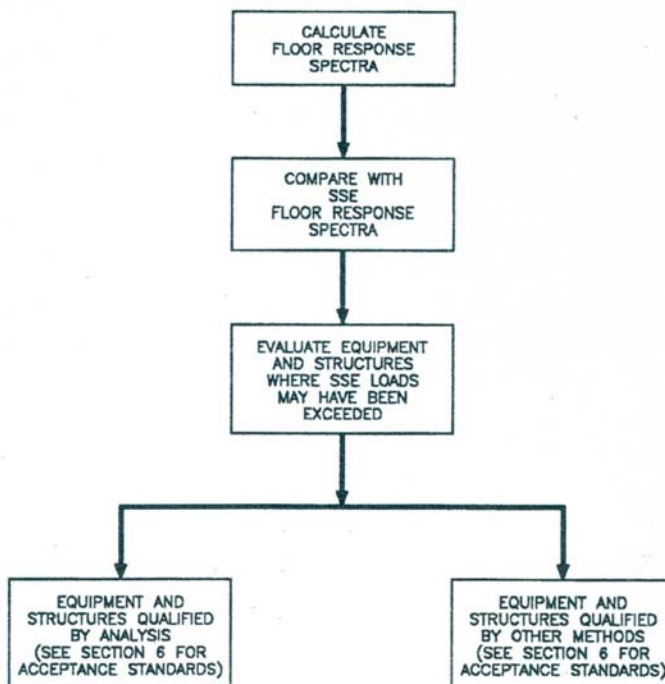 CALCULATE
FLOOR RESPONSE
SPECTRA
COMPARE WITH
SSE
FLOOR RESPONSE
SPECTRA
EVALUATE EQUIPMENT
AND STRUCTURES
WHERE SSE LOADS
MAY HAVE BEEN
EXCEEDED
EQUIPMENT AND
STRUCTURES QUALIFIED
BY ANALYSIS
(SEE SECTION 6 FOR
ACCEPTANCE STANDARDS)
EQUIPMENT AND
STRUCTURES QUALIFIED
BY OTHER METHODS
(SEE SECTION 6 FOR
ACCEPTANCE STANDARDS)